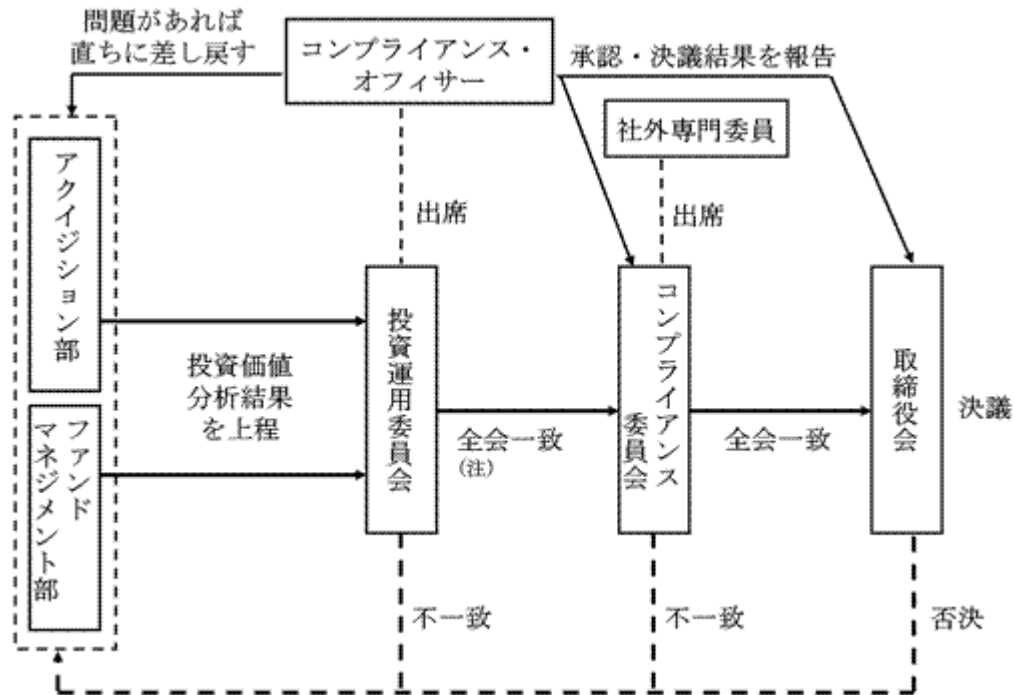 問題があれば
直ちに差し戻す
コンプライアンス・
オフィサー
承認・決議結果を報告
社外専門委員
出席
出席
アクイジション部
ファンド
マネジメント部
投資価値
分析結果
を上程
投資運用委員会
全会一致
(注)
コンプライアンス
委員会
全会一致
取締役会
決議
不一致
不一致
否決